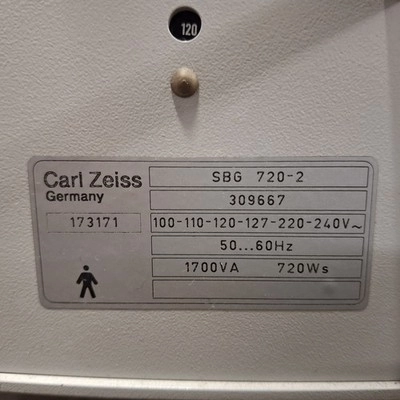 120
Carl Zeiss
Germany
173171
SBG 720-2
309667
100-110-120-127-220-240V~
50...60Hz
1700VA 720Ws